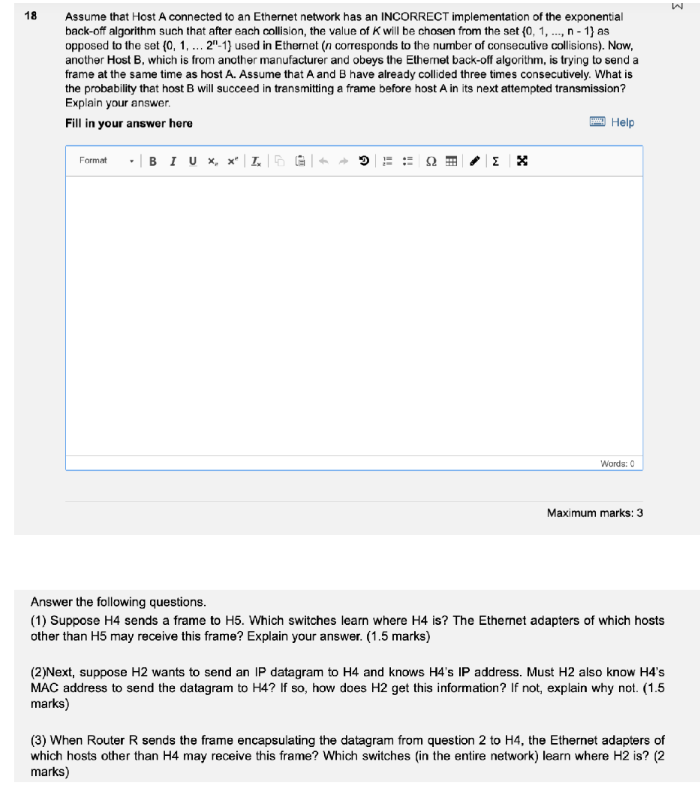 18 Assume that Host A connected to an Ethernet network has an INCORRECT implementation of the exponential
back-off algorithm such that after each collision, the value of K will be chosen from the set {0, 1, ..., n - 1} as
opposed to the set {0, 1, ... 2ⁿ-1} used in Ethernet (n corresponds to the number of consecutive collisions). Now,
another Host B, which is from another manufacturer and obeys the Ethernet back-off algorithm, is trying to send a
frame at the same time as host A. Assume that A and B have already collided three times consecutively. What is
the probability that host B will succeed in transmitting a frame before host A in its next attempted transmission?
Explain your answer.
Fill in your answer here
Help
Format B I U x₂ x² Iₓ Ω Σ
Words: 0
Maximum marks: 3
Answer the following questions.
(1) Suppose H4 sends a frame to H5. Which switches learn where H4 is? The Ethernet adapters of which hosts
other than H5 may receive this frame? Explain your answer. (1.5 marks)
(2)Next, suppose H2 wants to send an IP datagram to H4 and knows H4's IP address. Must H2 also know H4's
MAC address to send the datagram to H4? If so, how does H2 get this information? If not, explain why not. (1.5
marks)
(3) When Router R sends the frame encapsulating the datagram from question 2 to H4, the Ethernet adapters of
which hosts other than H4 may receive this frame? Which switches (in the entire network) learn where H2 is? (2
marks)